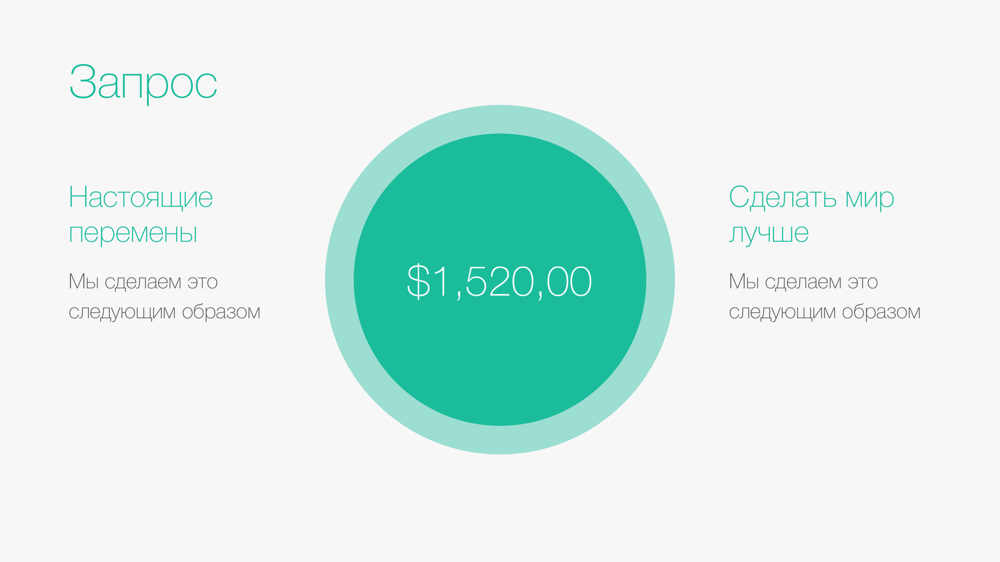 Запрос
Настоящие
перемены
Мы сделаем это
следующим образом
$1,520,00
Сделать мир
лучше
Мы сделаем это
следующим образом